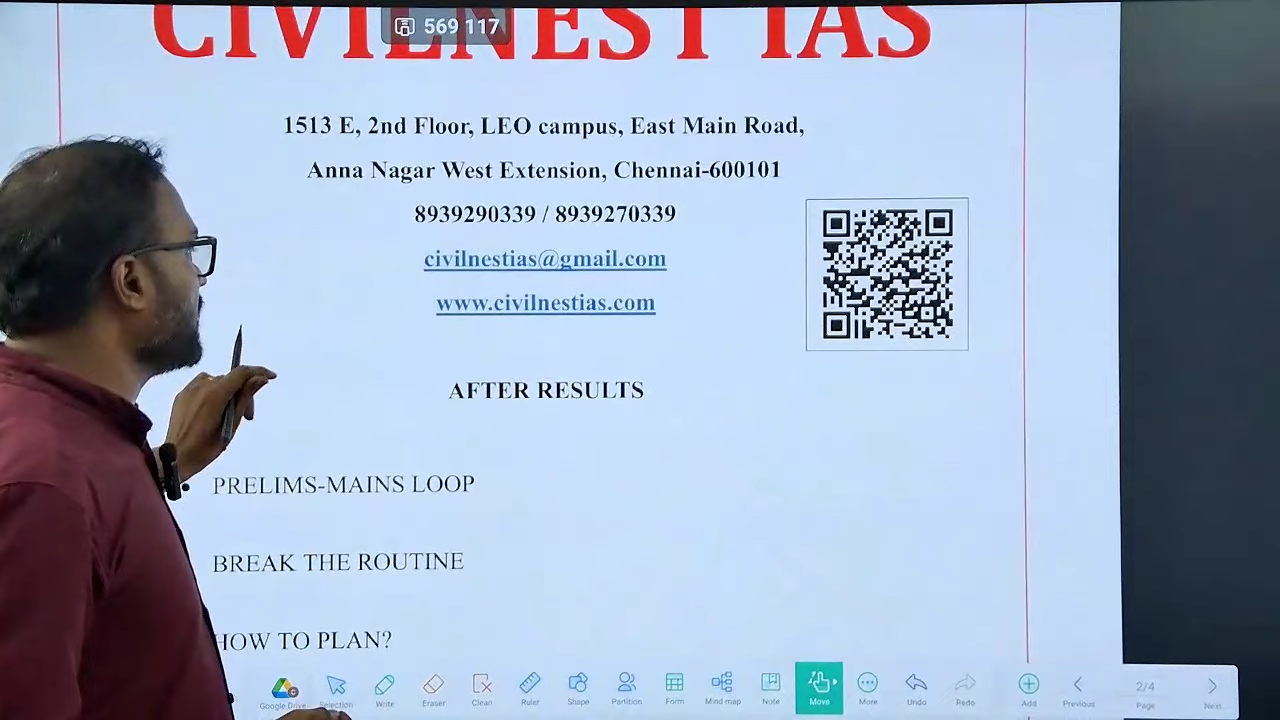 CIVILNEST IAS
569 117
1513 E, 2nd Floor, LEO campus, East Main Road,
Anna Nagar West Extension, Chennai-600101
8939290339 / 8939270339
civilnestias@gmail.com
www.civilnestias.com
AFTER RESULTS
PRELIMS-MAINS LOOP
BREAK THE ROUTINE
HOW TO PLAN?
Google Drive Selection Write Eraser Clean Ruler Shape Partition Form Mind map Note Move More Undo Redo Add Previous 2/4 Page Next